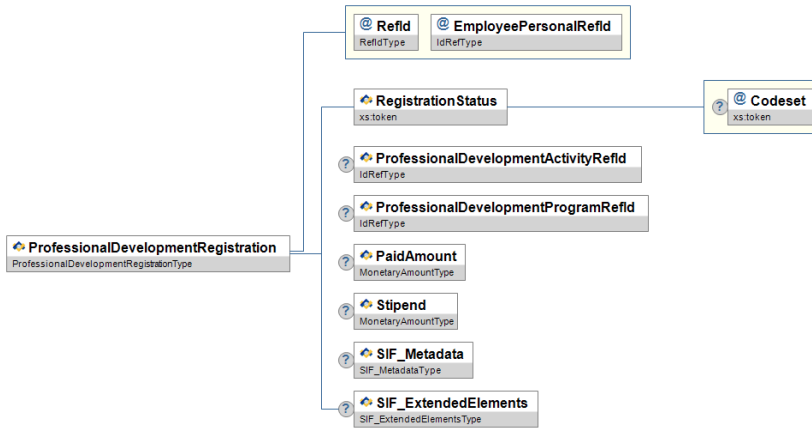 @ RefId
RefIdType
@ EmployeePersonalRefId
IdRefType
RegistrationStatus
xs:token
? @ Codeset
xs:token
? ProfessionalDevelopmentActivityRefId
IdRefType
? ProfessionalDevelopmentProgramRefId
IdRefType
ProfessionalDevelopmentRegistration
ProfessionalDevelopmentRegistrationType
? PaidAmount
MonetaryAmountType
? Stipend
MonetaryAmountType
? SIF_Metadata
SIF_MetadataType
? SIF_ExtendedElements
SIF_ExtendedElementsType